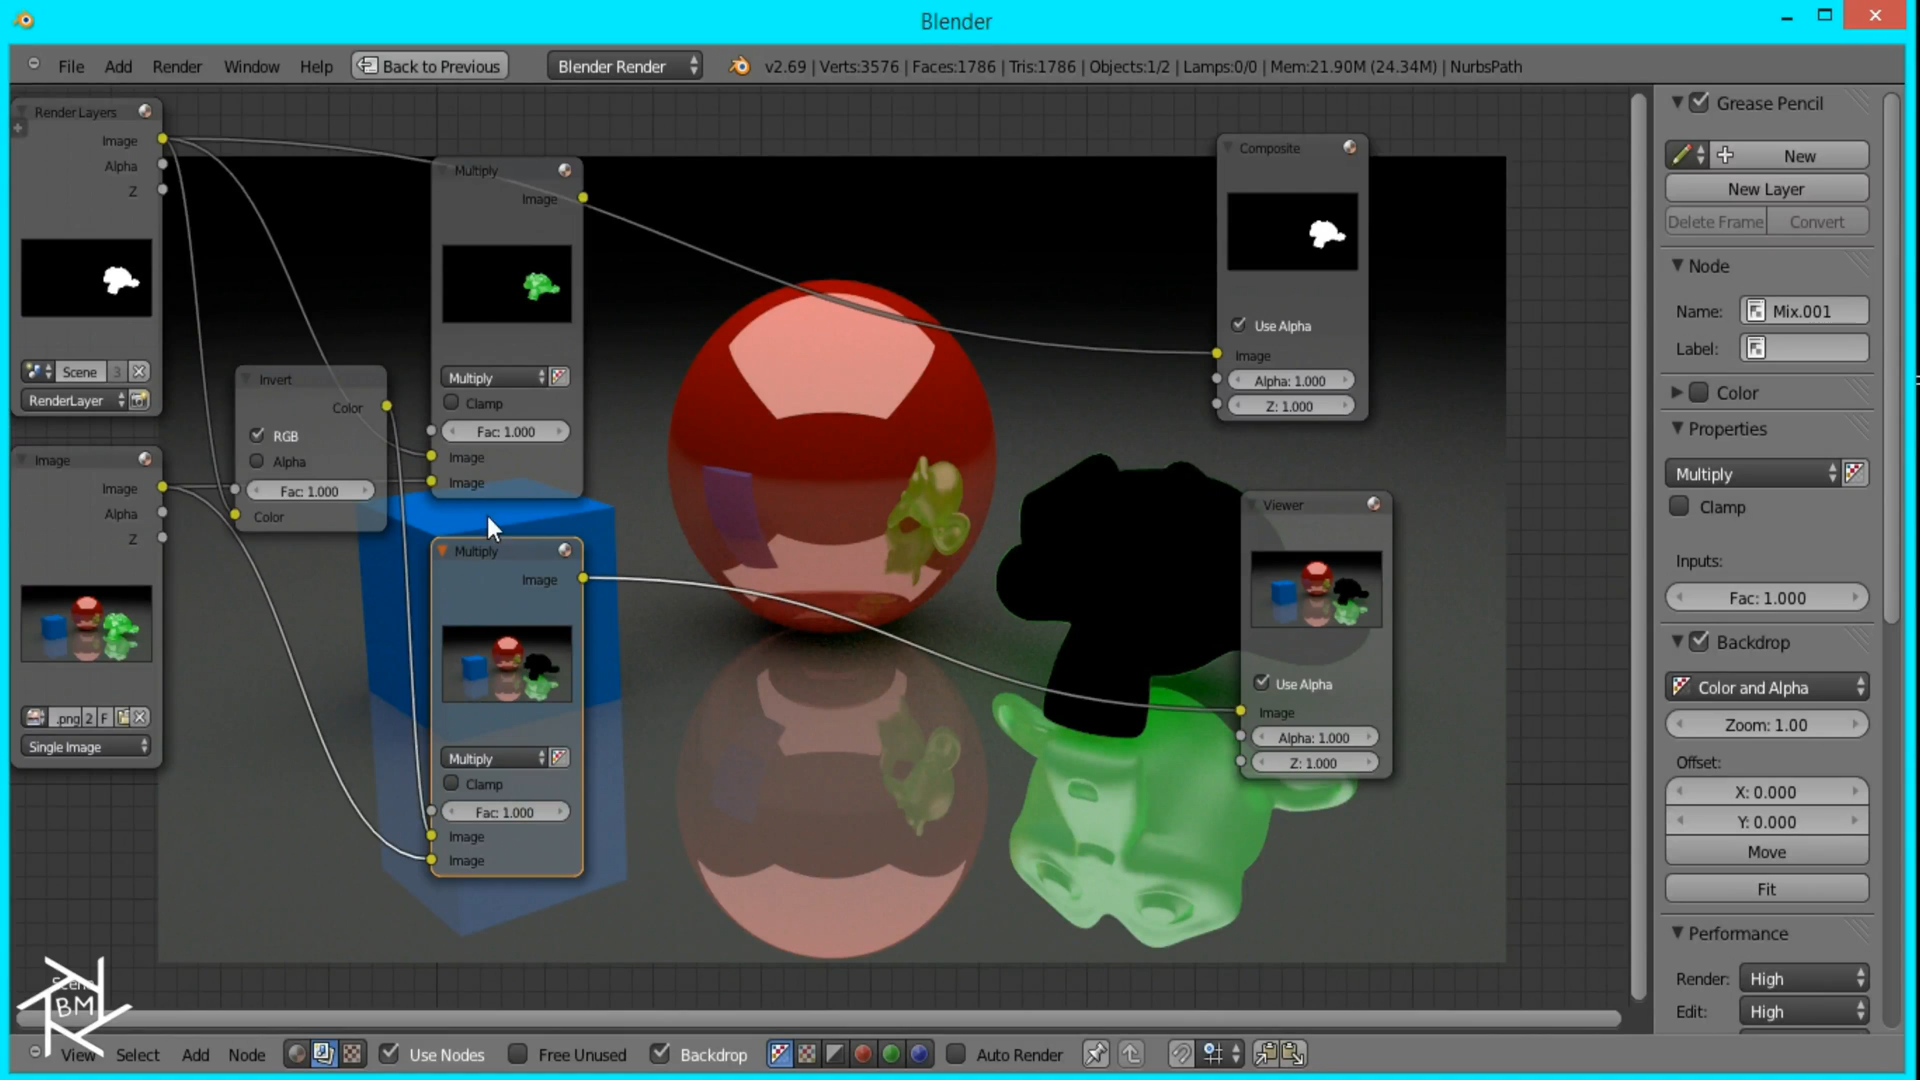 Blender
File Add Render Window Help Back to Previous Blender Render v2.69 | Verts:3576 | Faces:1786 | Tris:1786 | Objects:1/2 | Lamps:0/0 | Mem:21.90M (24.34M) | NurbsPath
Render Layers
Image
Alpha
Z
Scene 3
RenderLayer
Image
Image
Alpha
Z
.png 2 F
Single Image
Invert
Color
RGB
Alpha
Fac: 1.000
Color
Multiply
Image
Multiply
Clamp
Fac: 1.000
Image
Image
Multiply
Image
Multiply
Clamp
Fac: 1.000
Image
Image
Composite
Use Alpha
Image
Alpha: 1.000
Z: 1.000
Viewer
Use Alpha
Image
Alpha: 1.000
Z: 1.000
Grease Pencil
New
New Layer
Delete Frame Convert
Node
Name: Mix.001
Label:
Color
Properties
Multiply
Clamp
Inputs:
Fac: 1.000
Backdrop
Color and Alpha
Zoom: 1.00
Offset:
X: 0.000
Y: 0.000
Move
Fit
Performance
Render: High
Edit: High
Scene
BM
View Select Add Node Use Nodes Free Unused Backdrop Auto Render